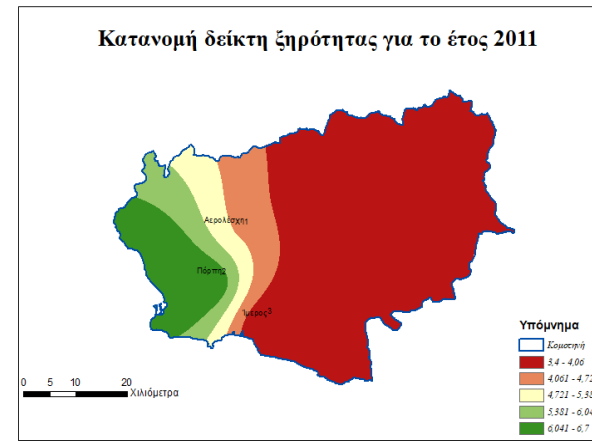 Κατανομή δείκτη ξηρότητας για το έτος 2011
Αερολέσχη1
Πόρπη2
Ίμερος3
Υπόμνημα
Κομοτηνή
3,4 - 4,06
4,061 - 4,72
4,721 - 5,38
5,381 - 6,04
6,041 - 6,7
0 5 10 20
Χιλιόμετρα